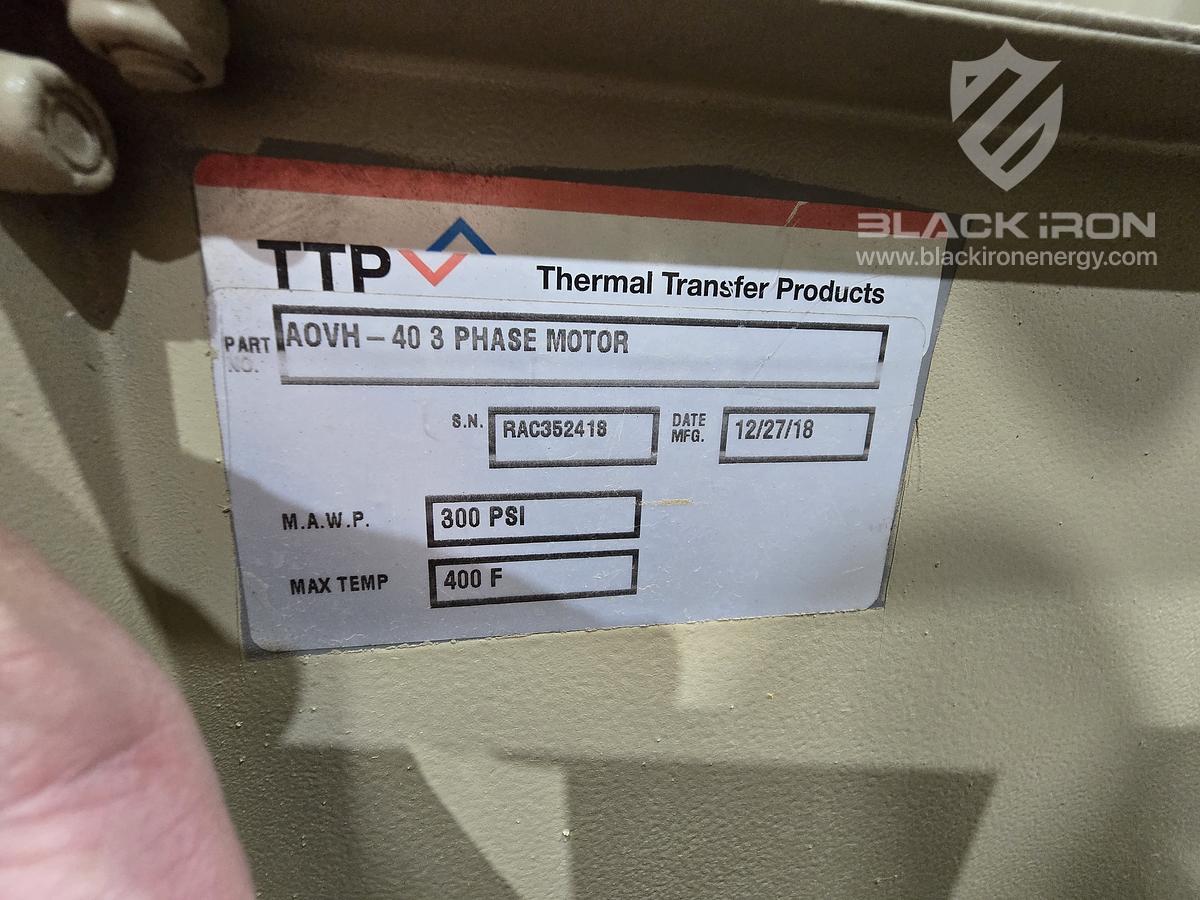 BLACK iRON
www.blackironenergy.com
TTP
Thermal Transfer Products
PART NO.
AOVH-40 3 PHASE MOTOR
S.N.
RAC352418
DATE MFG.
12/27/18
M.A.W.P.
300 PSI
MAX TEMP
400 F